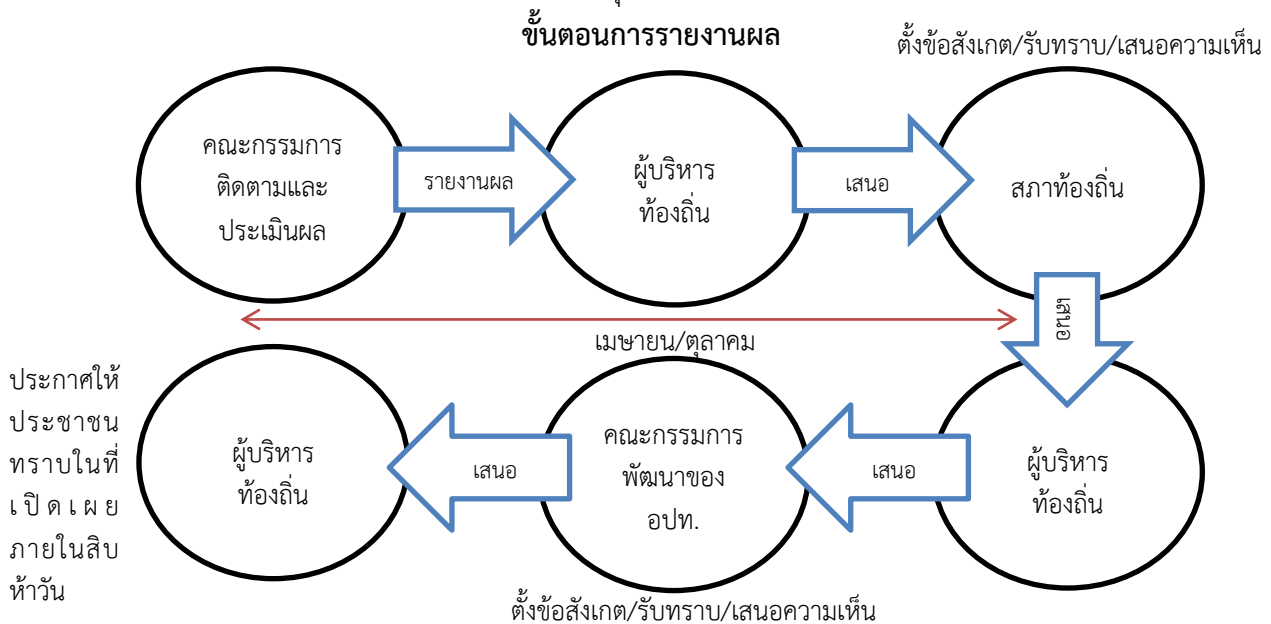 ขั้นตอนการรายงานผล
ตั้งข้อสังเกต/รับทราบ/เสนอความเห็น
คณะกรรมการ
ติดตามและ
ประเมินผล
รายงานผล
ผู้บริหาร
ท้องถิ่น
เสนอ
สภาท้องถิ่น
เสนอ
เมษายน/ตุลาคม
ผู้บริหาร
ท้องถิ่น
เสนอ
คณะกรรมการ
พัฒนาของ
อปท.
เสนอ
ผู้บริหาร
ท้องถิ่น
ประกาศให้
ประชาชน
ทราบในที่
เปิดเผย
ภายในสิบ
ห้าวัน
ตั้งข้อสังเกต/รับทราบ/เสนอความเห็น